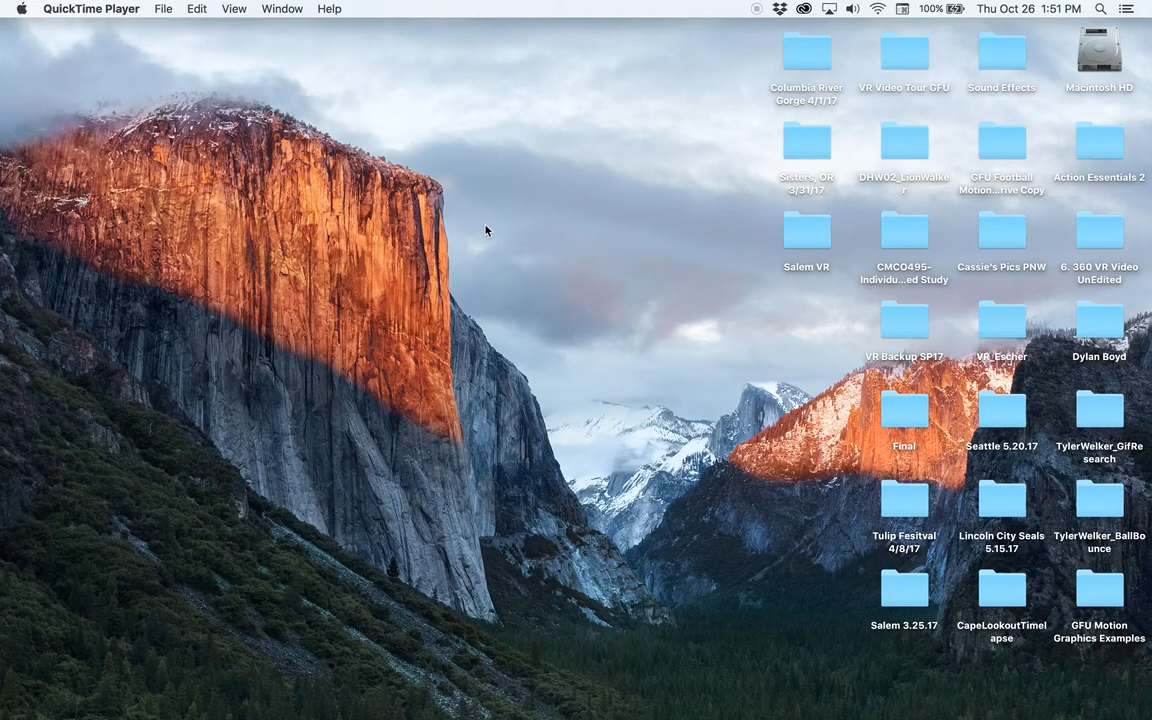 QuickTime Player File Edit View Window Help 100% Thu Oct 26 1:51 PM
Columbia River
Gorge 4/1/17
VR Video Tour GFU
Sound Effects
Macintosh HD
Sisters, OR
3/31/17
DHW02_LionWalke
r
GFU Football
Motion...rive Copy
Action Essentials 2
Salem VR
CMCO495-
Individu...ed Study
Cassie's Pics PNW
6. 360 VR Video
UnEdited
VR Backup SP17
VR_Escher
Dylan Boyd
Final
Seattle 5.20.17
TylerWelker_GifRe
search
Tulip Fesitval
4/8/17
Lincoln City Seals
5.15.17
TylerWelker_BallBo
unce
Salem 3.25.17
CapeLookoutTimel
apse
GFU Motion
Graphics Examples